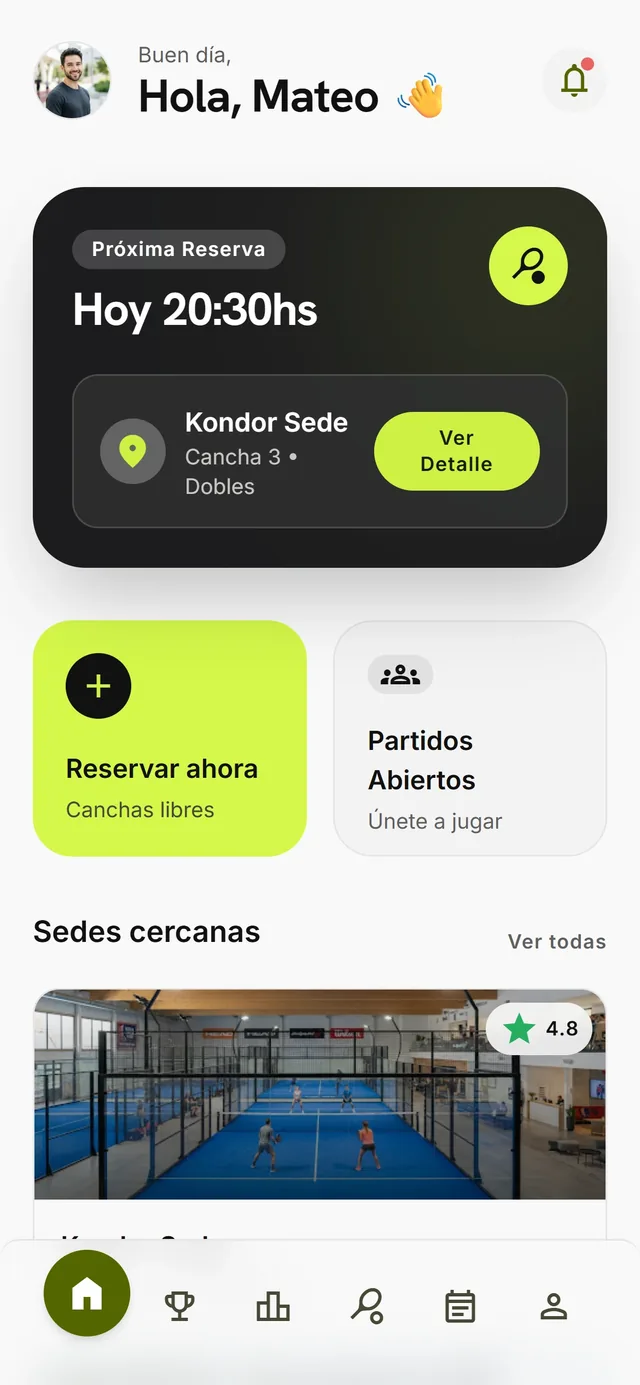 Buen día,
Hola, Mateo 👋
Próxima Reserva
Hoy 20:30hs
Kondor Sede
Cancha 3 •
Dobles
Ver
Detalle
Reservar ahora
Canchas libres
Partidos
Abiertos
Únete a jugar
Sedes cercanas
Ver todas
4.8